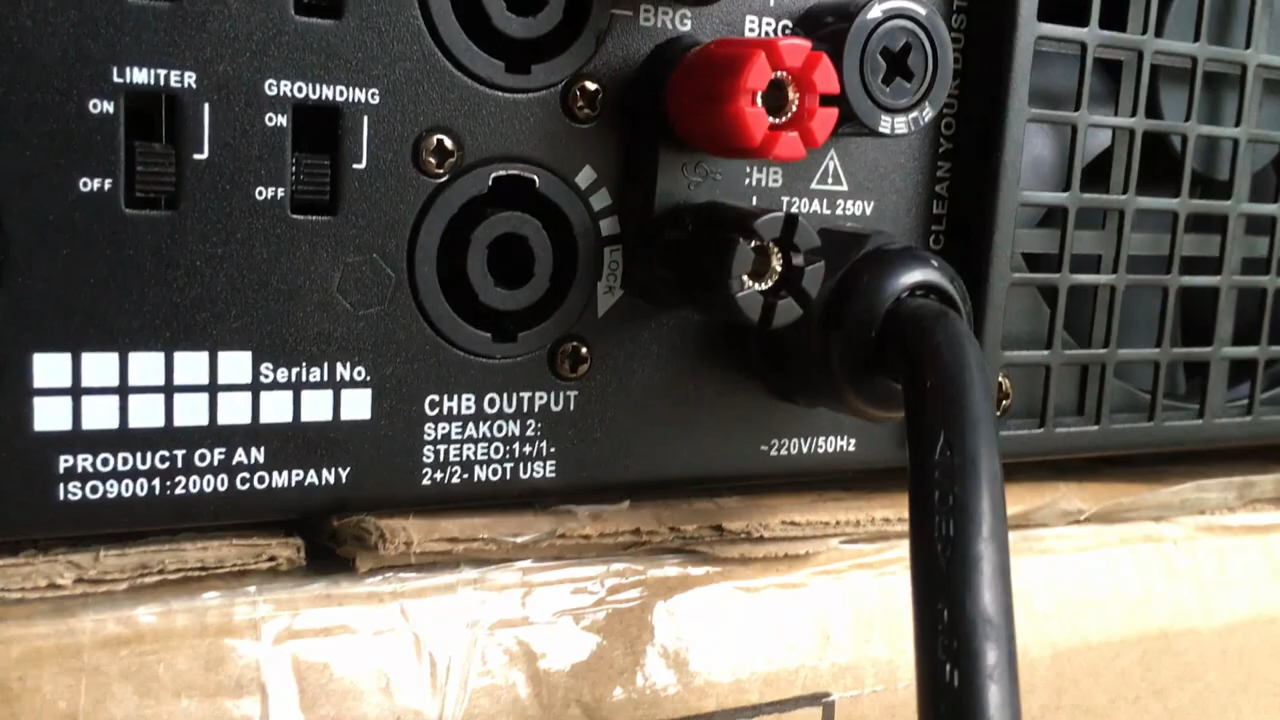 BRG
BRG
LIMITER
ON
OFF
GROUNDING
ON
OFF
FUSE
CLEAN YOUR DUST
CHB
T20AL 250V
LOCK
Serial No.
PRODUCT OF AN
ISO9001:2000 COMPANY
CHB OUTPUT
SPEAKON 2:
STEREO:1+/1-
2+/2- NOT USE
~220V/50Hz